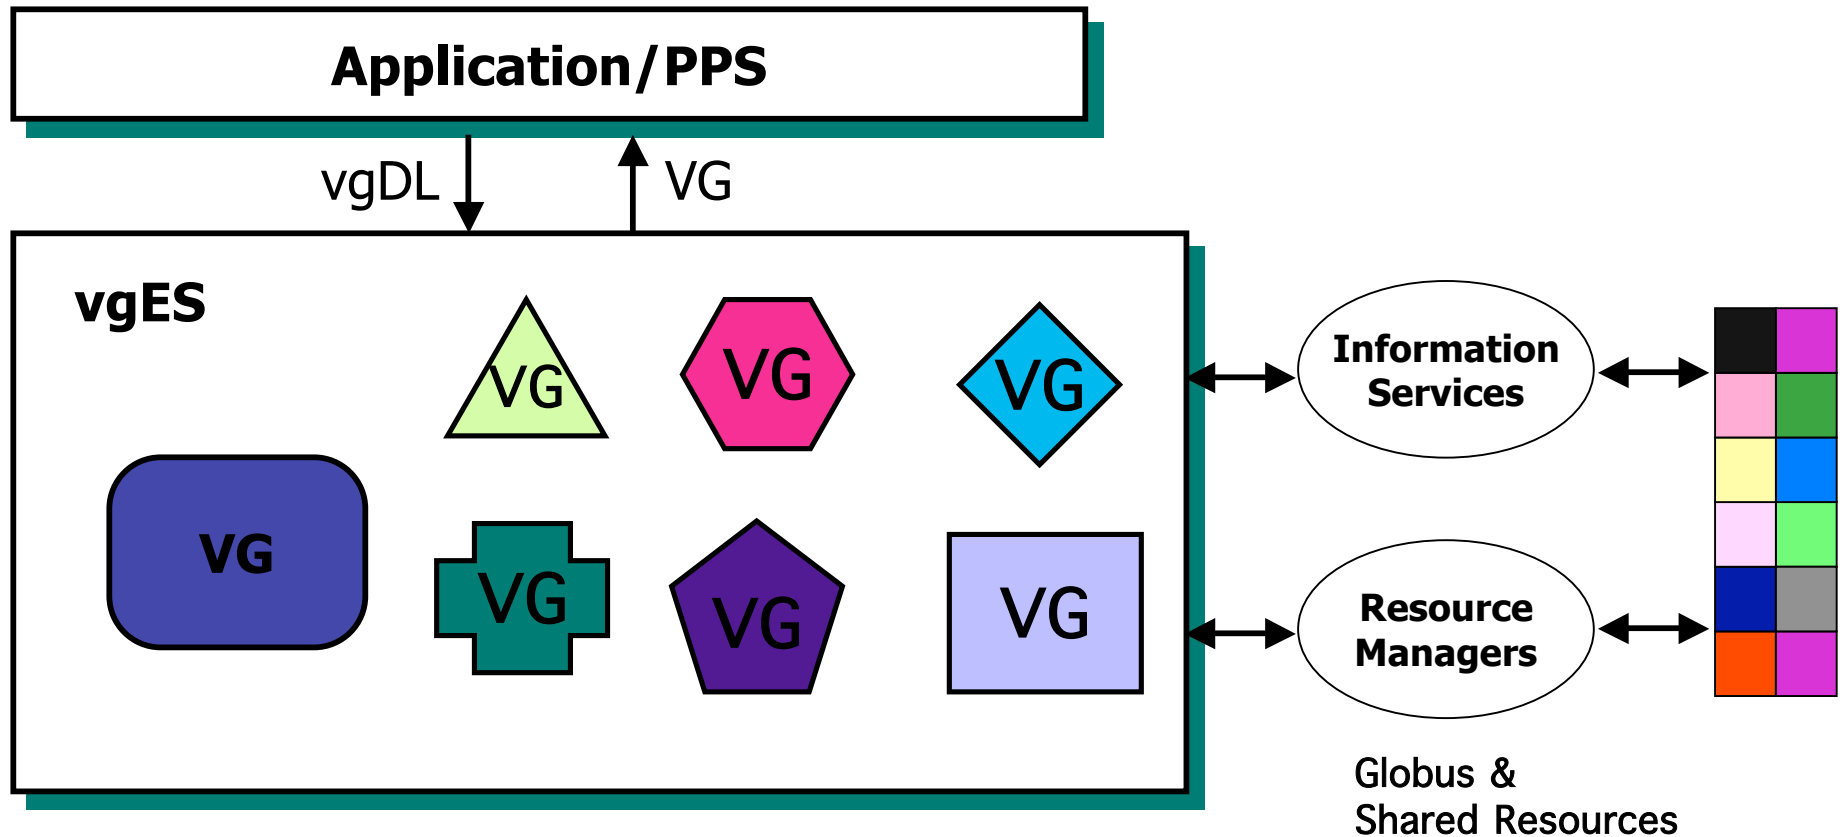 Application/PPS
vgDL
VG
vgES
VG
VG
VG
VG
VG
VG
VG
Information
Services
Resource
Managers
Globus &
Shared Resources